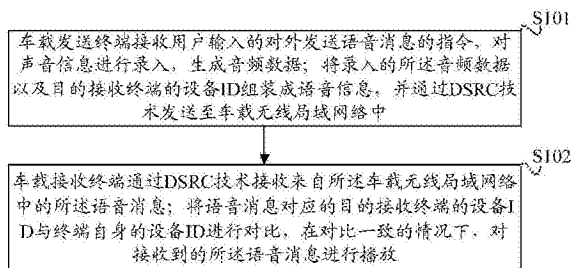 S101
车载发送终端接收用户输入的对外发送语音消息的指令，对
声音信息进行录入，生成音频数据；将录入的所述音频数据
以及目的接收终端的设备ID组装成语音信息，并通过DSRC技
术发送至车载无线局域网络中
S102
车载接收终端通过DSRC技术接收来自所述车载无线局域网络
中的所述语音消息；将语音消息对应的目的接收终端的设备I
D与终端自身的设备ID进行对比，在对比一致的情况下，对
接收到的所述语音消息进行播放